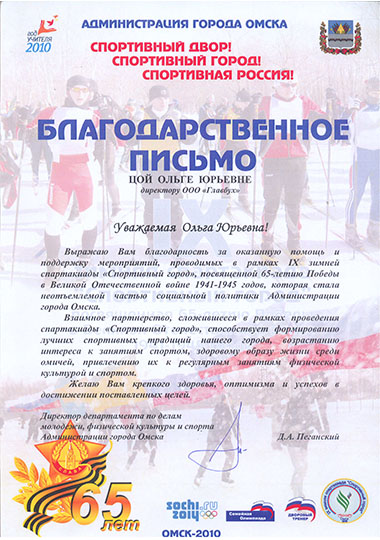 АДМИНИСТРАЦИЯ ГОРОДА ОМСКА
ГОД УЧИТЕЛЯ
2010
СПОРТИВНЫЙ ДВОР!
СПОРТИВНЫЙ ГОРОД!
СПОРТИВНАЯ РОССИЯ!
БЛАГОДАРСТВЕННОЕ
ПИСЬМО
ЦОЙ ОЛЬГЕ ЮРЬЕВНЕ
директору ООО «Главбух»
Уважаемая Ольга Юрьевна!
Выражаю Вам благодарность за оказанную помощь и
поддержку мероприятий, проводимых в рамках IX зимней
спартакиады «Спортивный город», посвященной 65-летию Победы
в Великой Отечественной войне 1941-1945 годов, которая стала
неотъемлемой частью социальной политики Администрации
города Омска.
Взаимное партнерство, сложившееся в рамках проведения
спартакиады «Спортивный город», способствует формированию
лучших спортивных традиций нашего города, возрастанию
интереса к занятиям спортом, здоровому образу жизни среди
омичей, привлечению их к регулярным занятиям физической
культурой и спортом.
Желаю Вам крепкого здоровья, оптимизма и успехов в
достижении поставленных целей.
Директор департамента по делам
молодежи, физической культуры и спорта
Администрации города Омска
Д.А. Пеганский
65
лет
sochi.ru
2014
Семейная
Олимпиада
ДВОРОВЫЙ
ТРЕНЕР
ОМСК-2010